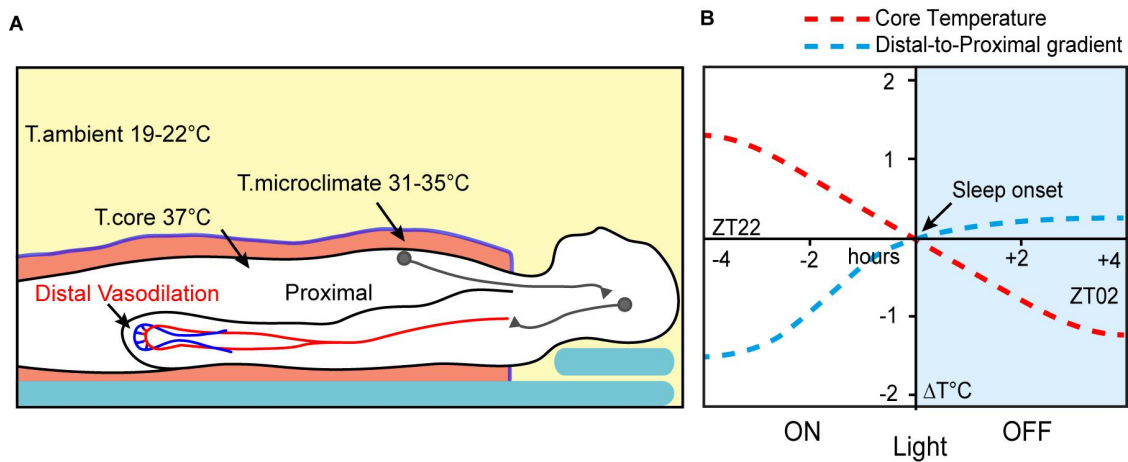 A
T.ambient 19-22°C
T.microclimate 31-35°C
T.core 37°C
Distal Vasodilation
Proximal
B
Core Temperature
Distal-to-Proximal gradient
2
1
Sleep onset
ZT22
-4
-2
hours
+2
+4
ZT02
-1
-2
ΔT°C
ON
Light
OFF